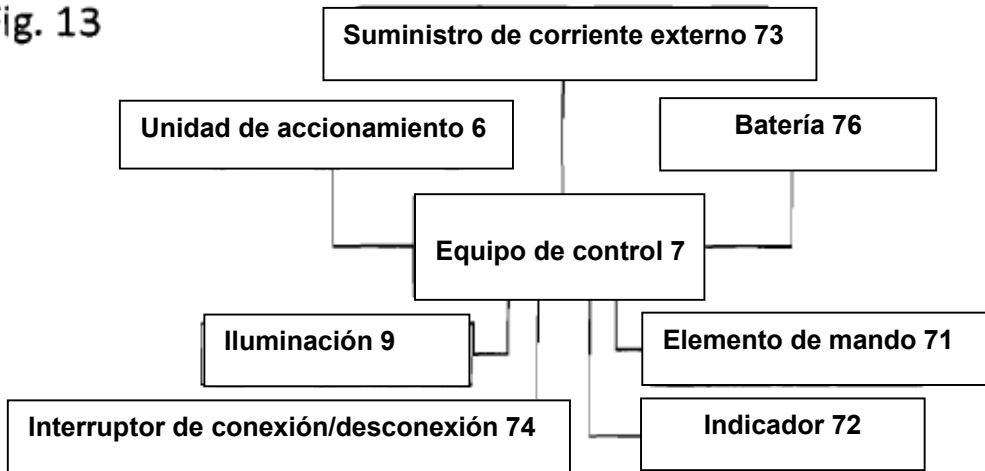 Fig. 13
Suministro de corriente externo 73
Unidad de accionamiento 6
Batería 76
Equipo de control 7
Iluminación 9
Elemento de mando 71
Interruptor de conexión/desconexión 74
Indicador 72